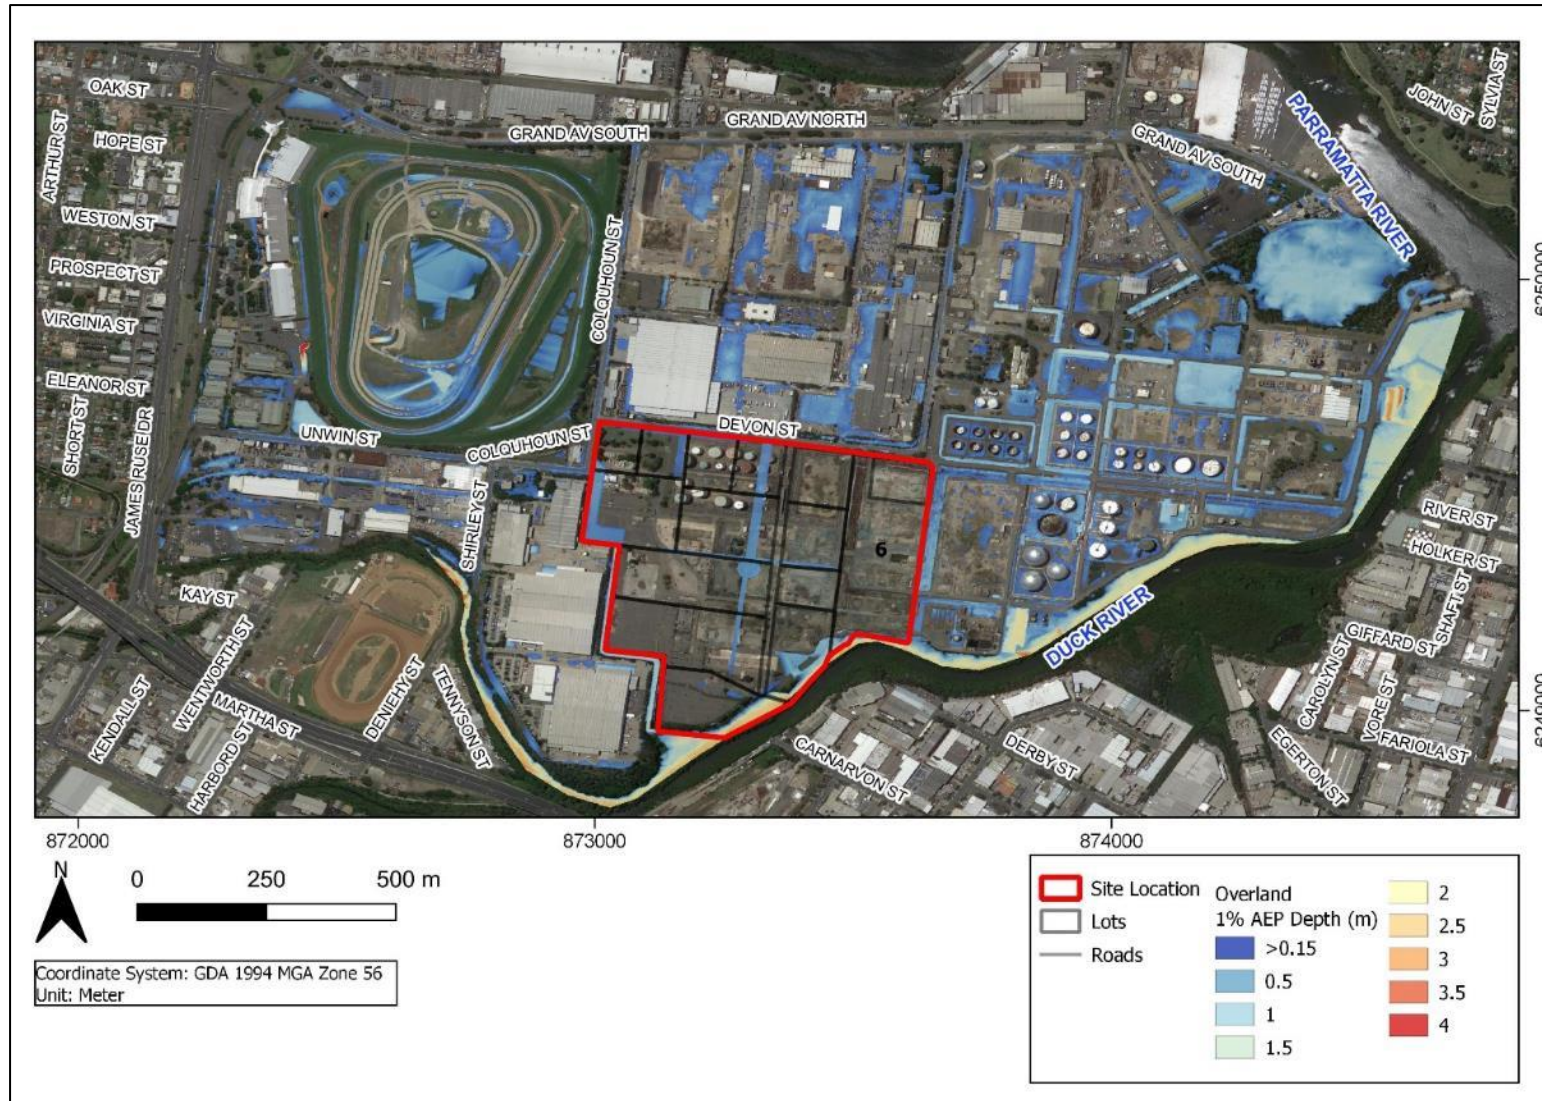 OAK ST
HOPE ST
ARTHUR ST
WESTON ST
PROSPECT ST
VIRGINIA ST
ELEANOR ST
SHORT ST
JAMES RUSE DR
UNWIN ST
COLQUHOUN ST
COLQUHOUN ST
GRAND AV SOUTH
GRAND AV NORTH
GRAND AV SOUTH
PARRAMATTA RIVER
JOHN ST
SYLVIA ST
DEVON ST
SHIRLEY ST
6
KAY ST
WENTWORTH ST
KENDALL ST
HARBORD ST
MARTHA ST
DENIEHY ST
TENNYSON ST
DUCK RIVER
CARNARVON ST
DERBY ST
EGERTON ST
CAROLYN ST
GIFFARD ST
VORE ST
FARIOLA ST
SHAFT ST
HOLKER ST
RIVER ST
6250000
6249000
872000
873000
874000
N
0 250 500 m
Coordinate System: GDA 1994 MGA Zone 56
Unit: Meter
Site Location
Lots
Roads
Overland
1% AEP Depth (m)
>0.15
0.5
1
1.5
2
2.5
3
3.5
4